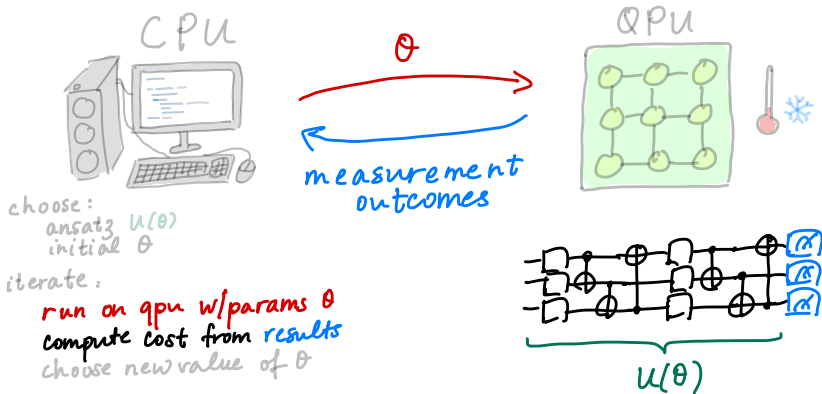 CPU
θ
QPU
measurement
outcomes
choose:
ansatz U(θ)
initial θ
iterate:
run on qpu w/params θ
compute cost from results
choose new value of θ
U(θ)